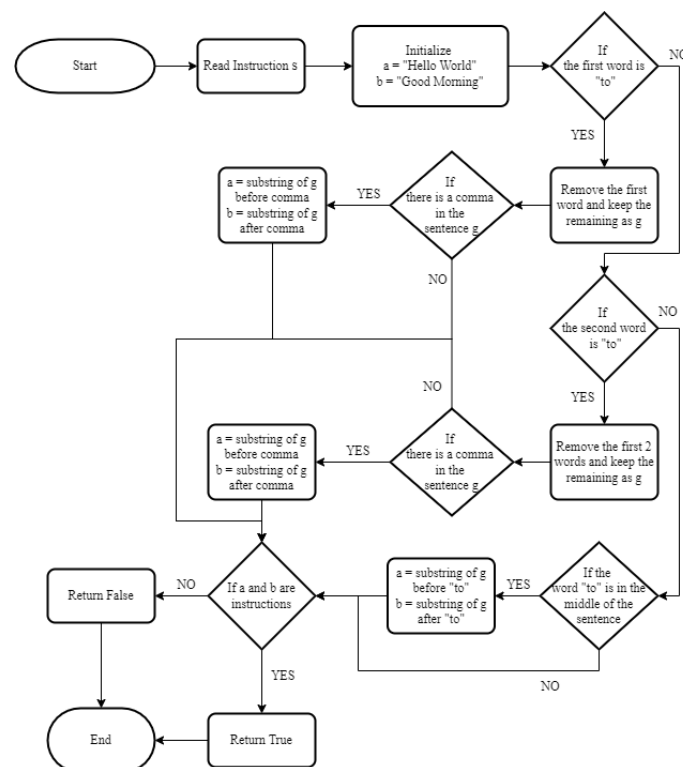 Start
Read Instruction s
Initialize
a = "Hello World"
b = "Good Morning"
If
the first word is
"to"
NO
YES
Remove the first
word and keep the
remaining as g
If
there is a comma
in the
sentence g
YES
a = substring of g
before comma
b = substring of g
after comma
NO
If
the second word
is "to"
NO
YES
Remove the first 2
words and keep the
remaining as g
If
there is a comma
in the
sentence g
NO
YES
a = substring of g
before comma
b = substring of g
after comma
If the
word "to" is in the
middle of the
sentence
YES
a = substring of g
before "to"
b = substring of g
after "to"
NO
If a and b are
instructions
NO
Return False
YES
Return True
End